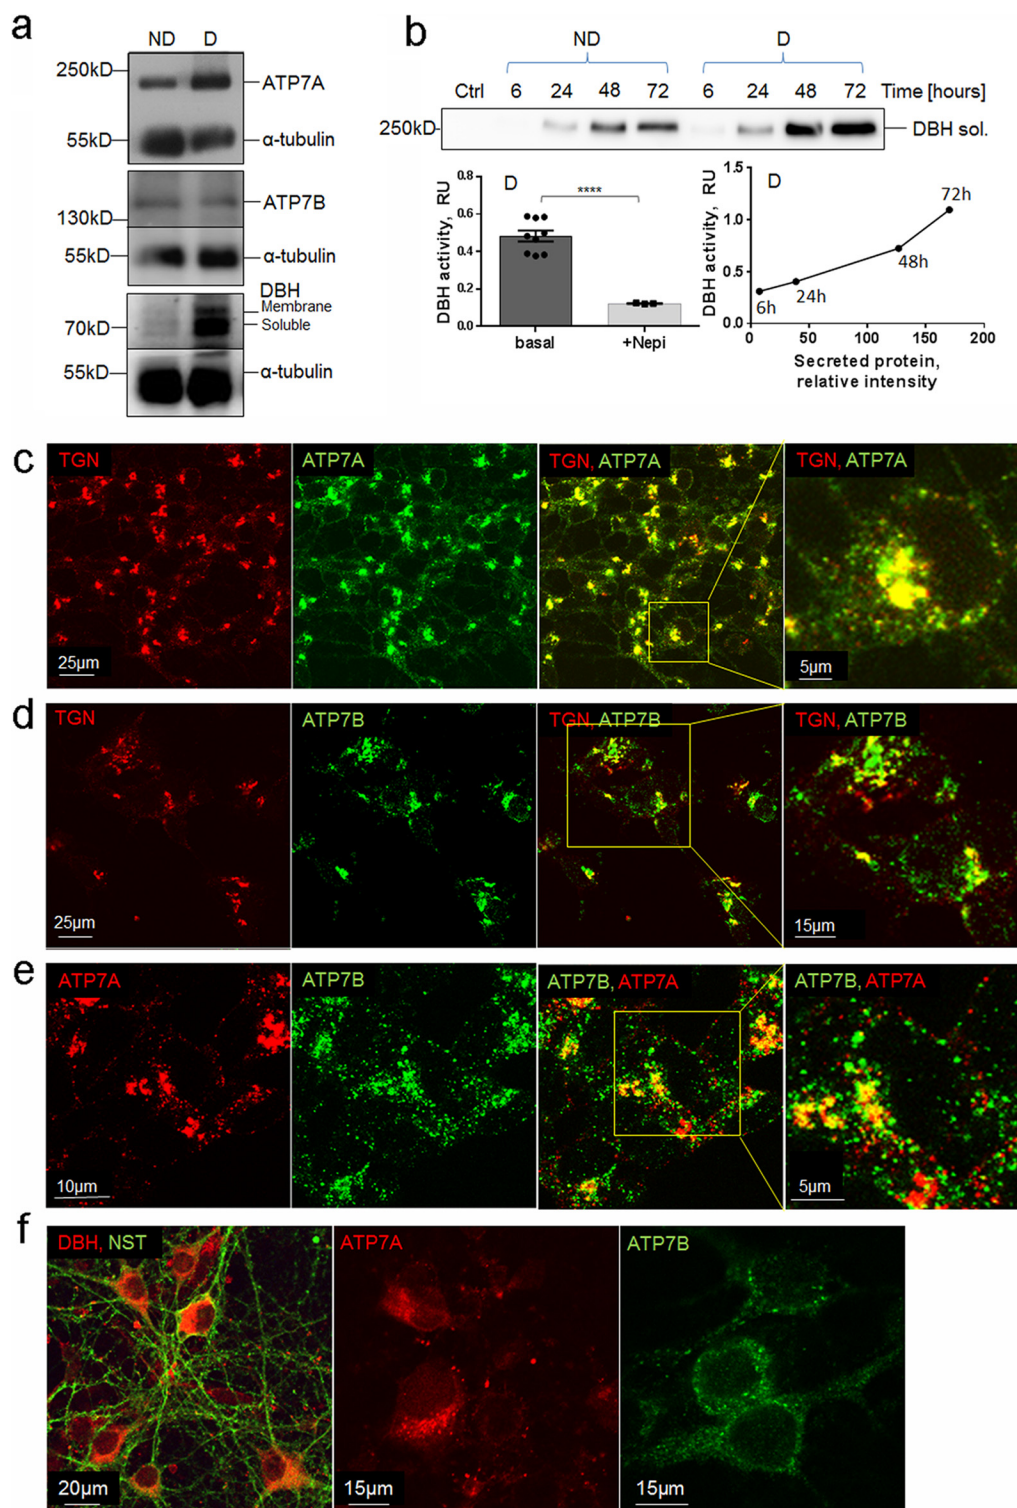 a
ND D
250kD
ATP7A
55kD
α-tubulin
ATP7B
130kD
55kD
α-tubulin
DBH
Membrane
Soluble
70kD
55kD
α-tubulin
b
ND D
Ctrl 6 24 48 72 6 24 48 72 Time [hours]
250kD
DBH sol.
D
****
DBH activity, RU
0.8
0.6
0.4
0.2
0.0
basal +Nepi
D
DBH activity, RU
1.5
1.0
0.5
0.0
6h
24h
48h
72h
0 50 100 150 200
Secreted protein,
relative intensity
c
TGN
25µm
ATP7A
TGN, ATP7A
TGN, ATP7A
5µm
d
TGN
25µm
ATP7B
TGN, ATP7B
TGN, ATP7B
15µm
e
ATP7A
10µm
ATP7B
ATP7B, ATP7A
ATP7B, ATP7A
5µm
f
DBH, NST
20µm
ATP7A
15µm
ATP7B
15µm